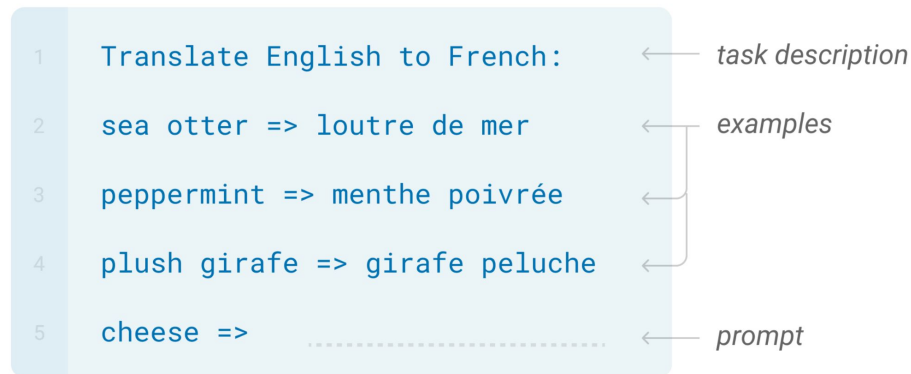 1 Translate English to French: task description
2 sea otter => loutre de mer examples
3 peppermint => menthe poivrée
4 plush girafe => girafe peluche
5 cheese => prompt